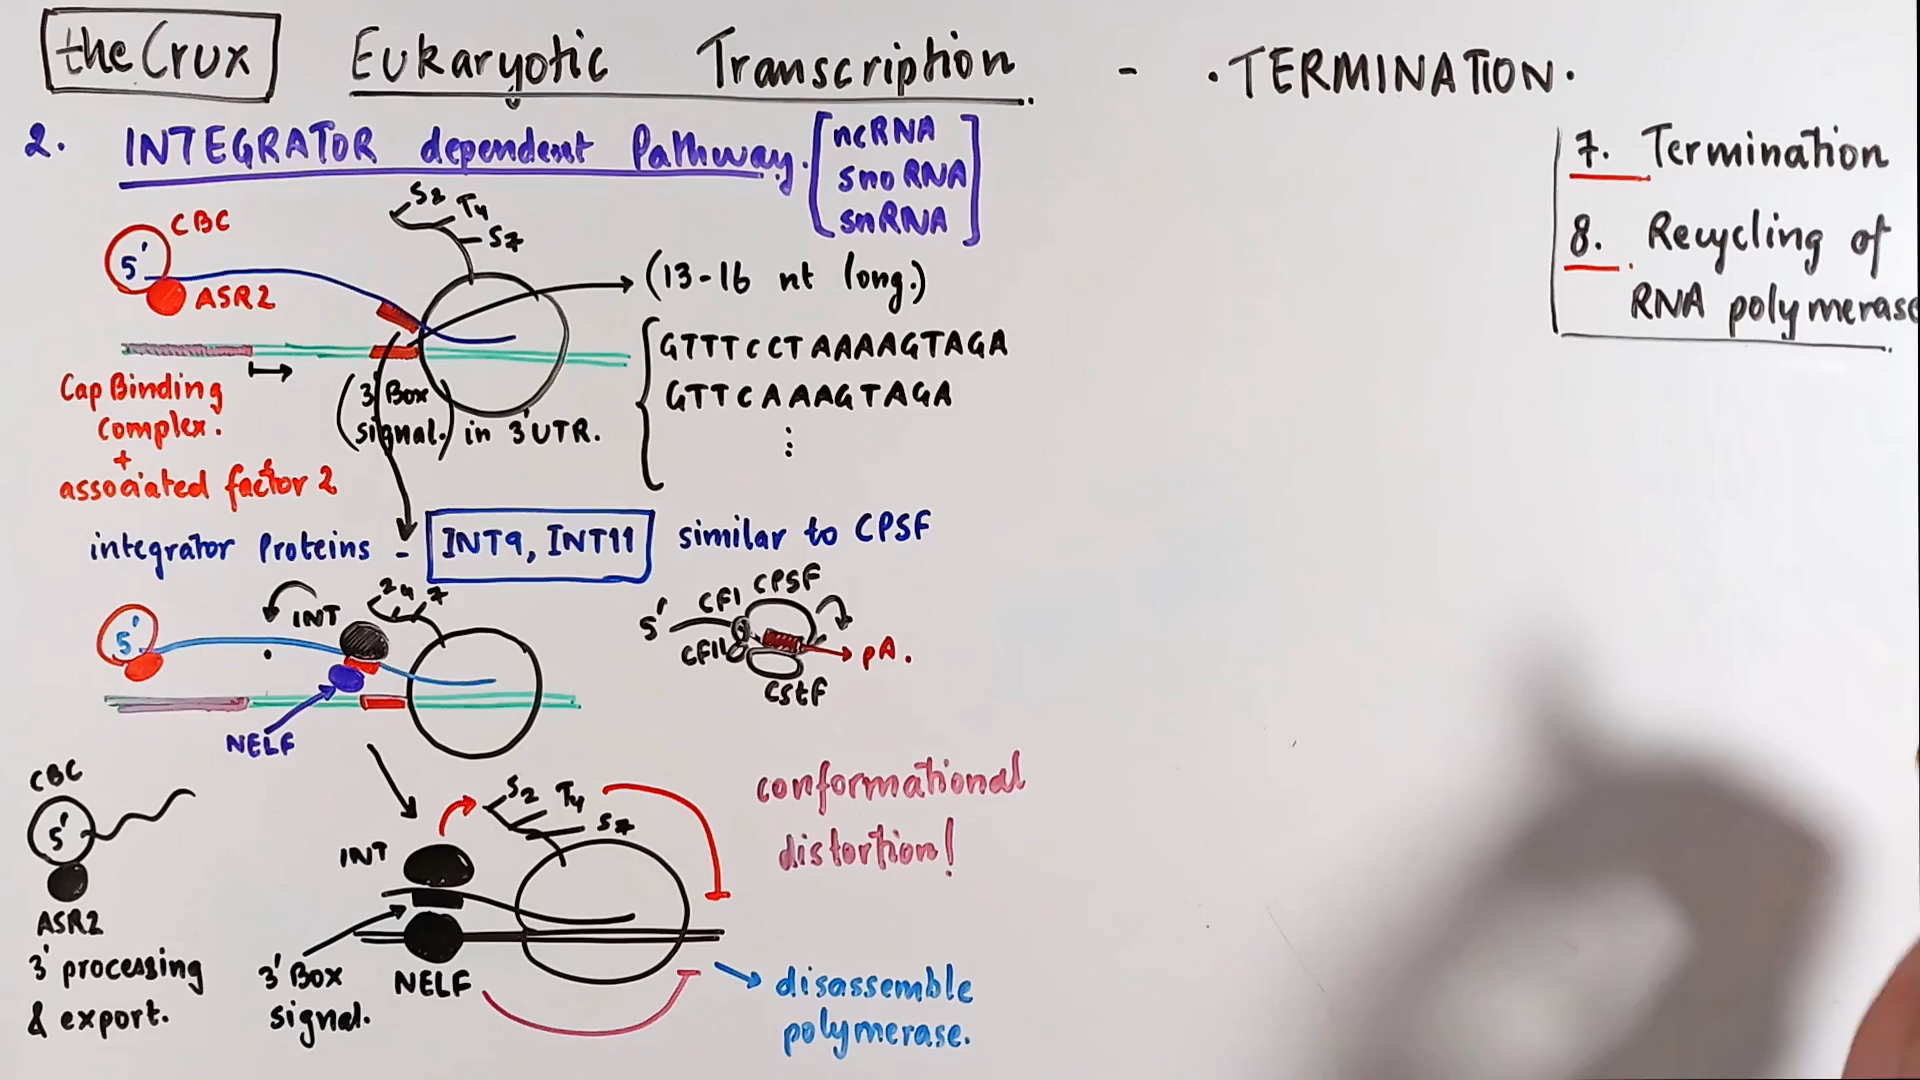 the Crux Eukaryotic Transcription - . TERMINATION .
7. Termination
8. Recycling of
RNA polymerase
2. INTEGRATOR dependent Pathway. [ncRNA
snoRNA
snRNA]
S2 T4
S7
CBC
5'
ASR2
(13-16 nt long.)
GTTTCCTAAAAGTAGA
GTTCAAAGTAGA
⋮
(3' Box
signal.) in 3'UTR.
Cap Binding
Complex.
+
associated factor 2
integrator Proteins - INT9, INT11 similar to CPSF
INT
2 4 7
5'
NELF
5' CFI CPSF
CFII
CstF
pA.
CBC
5'
ASR2
3' processing
& export.
S2 T4
S7
INT
3' Box
signal.
NELF
conformational
distortion!
disassemble
polymerase.